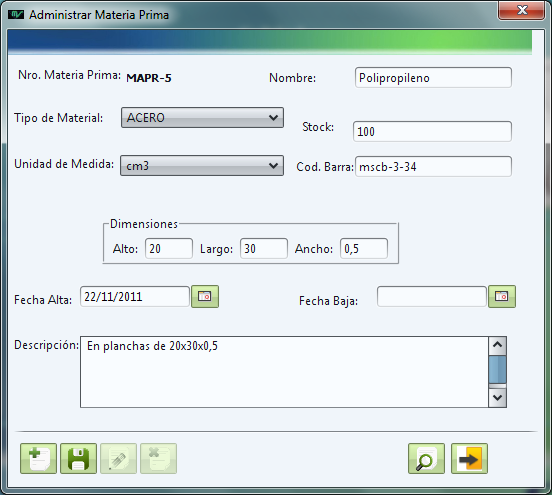 Administrar Materia Prima
Nro. Materia Prima: MAPR-5 Nombre: Polipropileno
Tipo de Material: ACERO Stock: 100
Unidad de Medida: cm3 Cod. Barra: mscb-3-34
Dimensiones
Alto: 20 Largo: 30 Ancho: 0,5
Fecha Alta: 22/11/2011 Fecha Baja:
Descripción: En planchas de 20x30x0,5